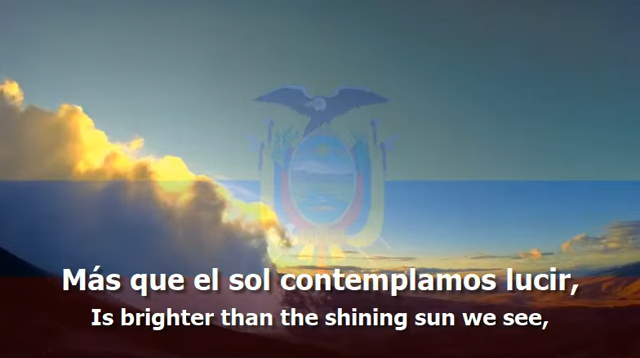 Más que el sol contemplamos lucir,
Is brighter than the shining sun we see,